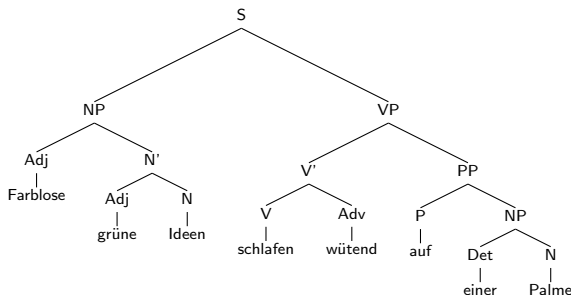 S
NP VP
Adj N' V' PP
Farblose Adj N V Adv P NP
grüne Ideen schlafen wütend auf Det N
einer Palme